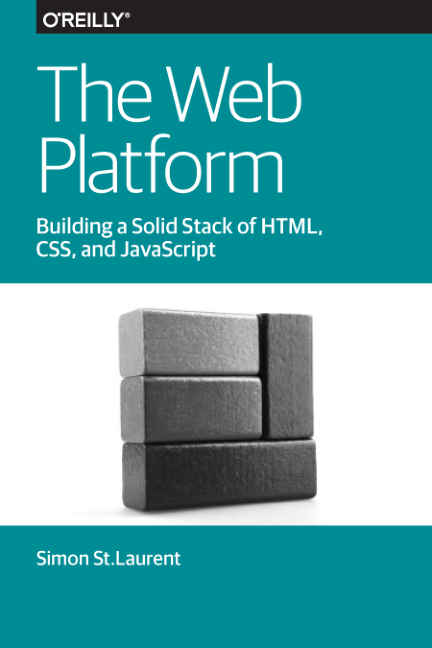 O'REILLY®
The Web
Platform
Building a Solid Stack of HTML,
CSS, and JavaScript
Simon St.Laurent